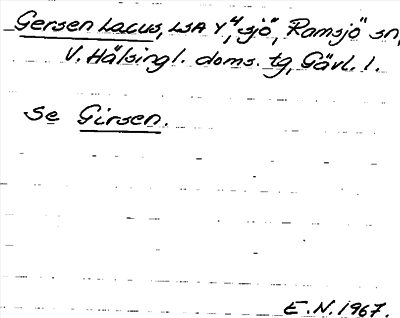 Gersen Lacus, LSA Y4, "sjö", Ramsjö sn,
V. Hälsingl. doms. tg, Gävl. l.
Se Girsen.
E.N. 1967.